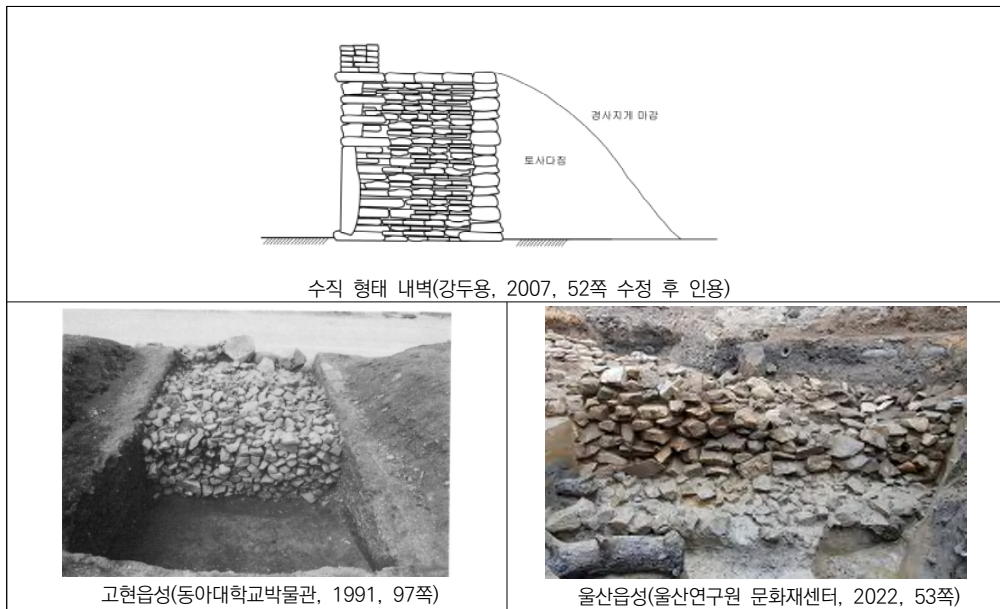 경사지게 마감
토사다짐
수직 형태 내벽(강두용, 2007, 52쪽 수정 후 인용)
고현읍성(동아대학교박물관, 1991, 97쪽)
울산읍성(울산연구원 문화재센터, 2022, 53쪽)